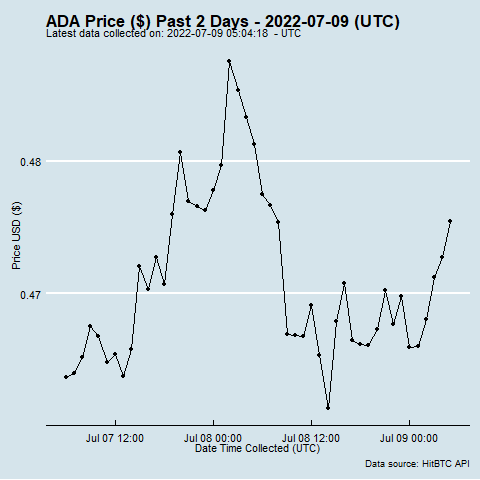 ADA Price ($) Past 2 Days - 2022-07-09 (UTC)
Latest data collected on: 2022-07-09 05:04:18 - UTC
0.48
Price USD ($)
0.47
Jul 07 12:00 Jul 08 00:00 Jul 08 12:00 Jul 09 00:00
Date Time Collected (UTC)
Data source: HitBTC API